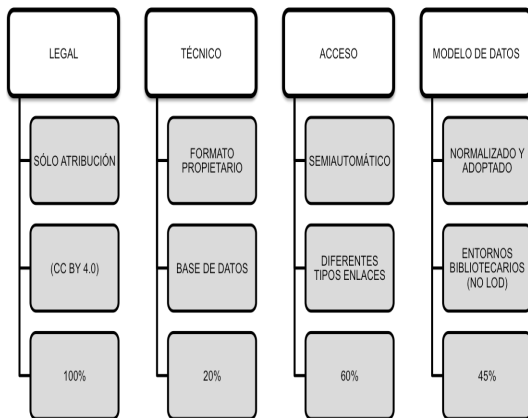 LEGAL
SÓLO ATRIBUCIÓN
(CC BY 4.0)
100%
TÉCNICO
FORMATO
PROPIETARIO
BASE DE DATOS
20%
ACCESO
SEMIAUTOMÁTICO
DIFERENTES
TIPOS ENLACES
60%
MODELO DE DATOS
NORMALIZADO Y
ADOPTADO
ENTORNOS
BIBLIOTECARIOS
(NO LOD)
45%